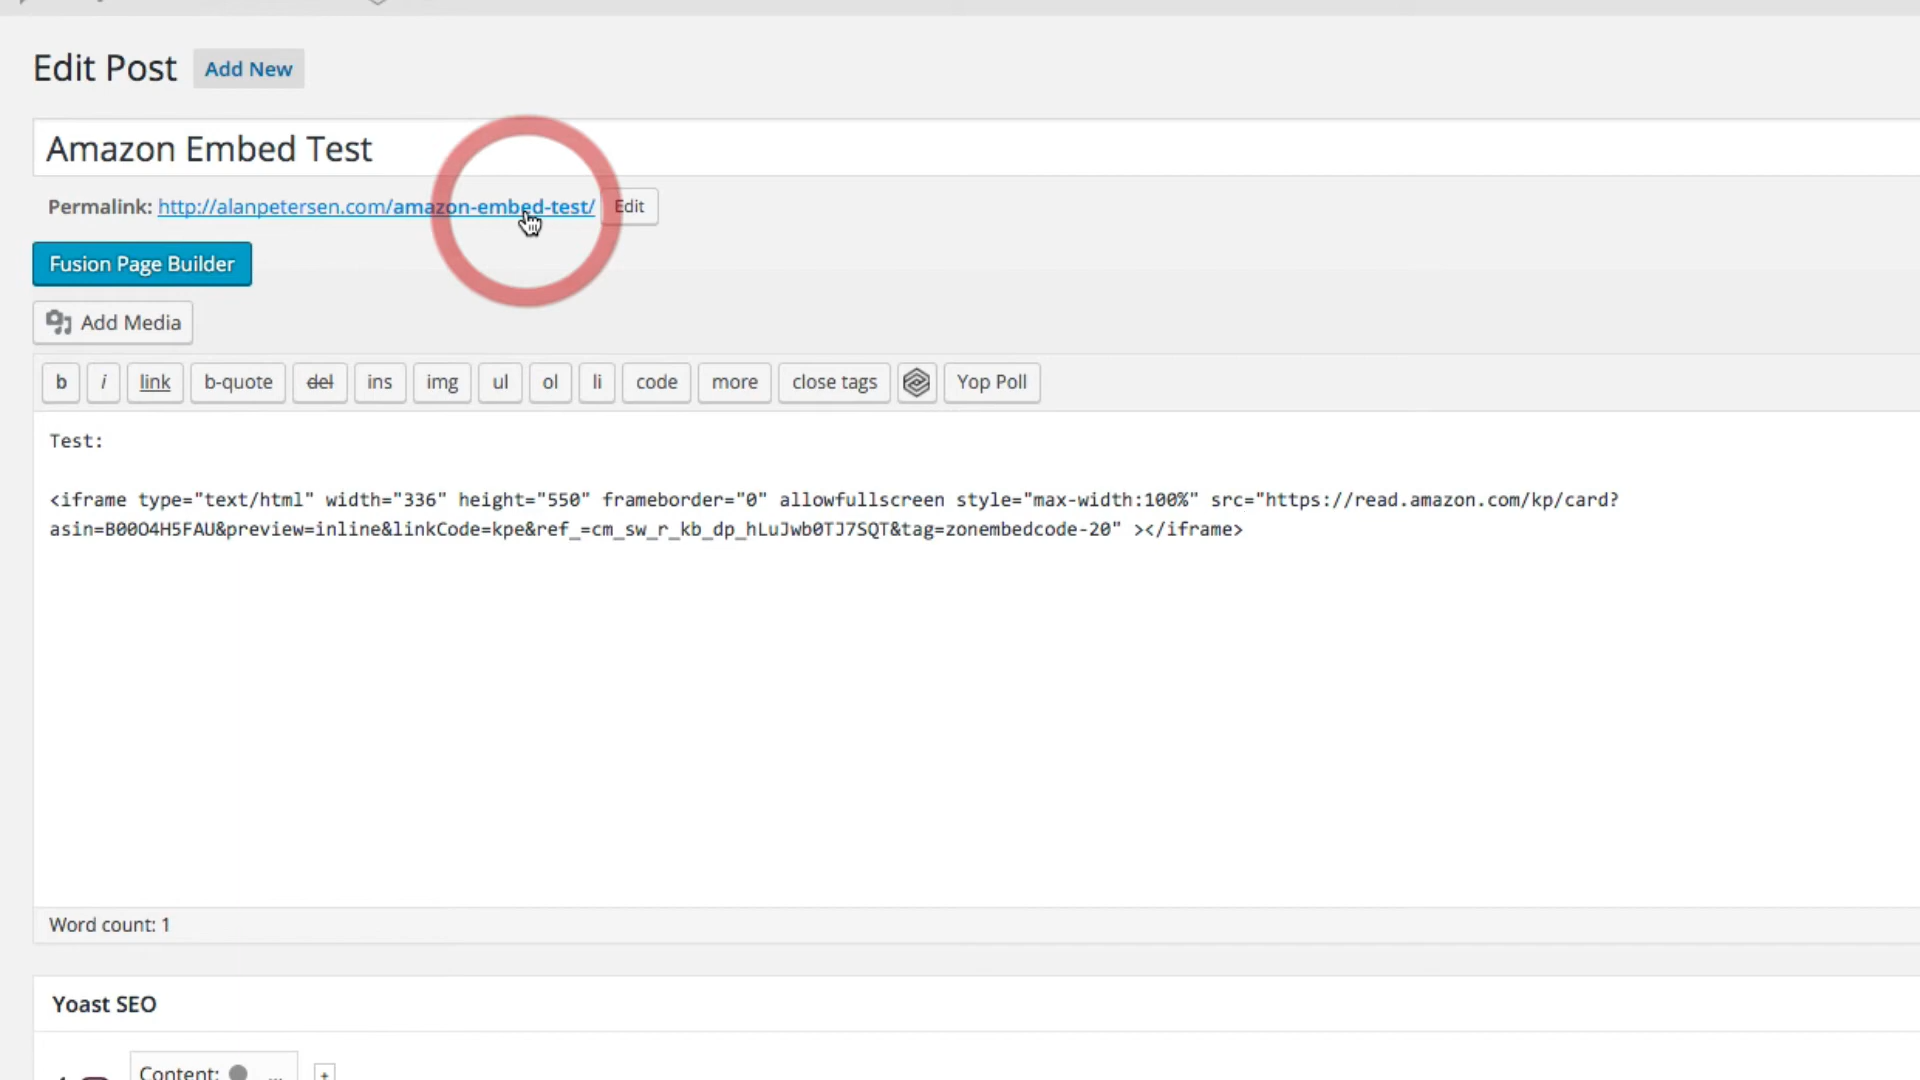 Edit Post Add New
Amazon Embed Test
Permalink: http://alanpetersen.com/amazon-embed-test/ Edit
Fusion Page Builder
Add Media
b i link b-quote del ins img ul ol li code more close tags Yop Poll
Test:
<iframe type="text/html" width="336" height="550" frameborder="0" allowfullscreen style="max-width:100%" src="https://read.amazon.com/kp/card?
asin=B00O4H5FAU&preview=inline&linkCode=kpe&ref_=cm_sw_r_kb_dp_hLuJwb0TJ7SQT&tag=zonembedcode-20" ></iframe>
Word count: 1
Yoast SEO
Content: ... +